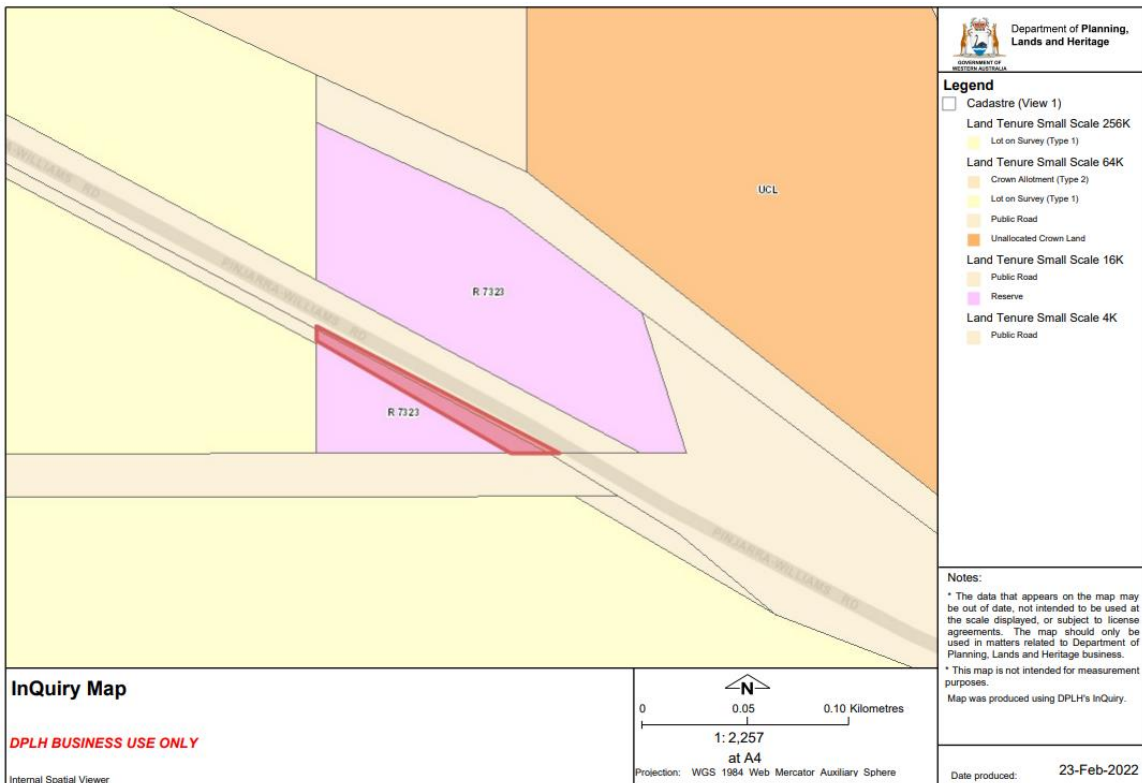 UCL
R 7323
R 7323
WILLIAMS RD
PINJARRA-WILLIAMS RD
PINJARRA-WILLIAMS RD
GOVERNMENT OF
WESTERN AUSTRALIA
Department of Planning,
Lands and Heritage
Legend
Cadastre (View 1)
Land Tenure Small Scale 256K
Lot on Survey (Type 1)
Land Tenure Small Scale 64K
Crown Allotment (Type 2)
Lot on Survey (Type 1)
Public Road
Unallocated Crown Land
Land Tenure Small Scale 16K
Public Road
Reserve
Land Tenure Small Scale 4K
Public Road
Notes:
* The data that appears on the map may
be out of date, not intended to be used at
the scale displayed, or subject to license
agreements. The map should only be
used in matters related to Department of
Planning, Lands and Heritage business.
* This map is not intended for measurement
purposes.
Map was produced using DPLH's InQuiry.
Date produced: 23-Feb-2022
InQuiry Map
DPLH BUSINESS USE ONLY
Internal Spatial Viewer
N
0 0.05 0.10 Kilometres
1: 2,257
at A4
Projection: WGS 1984 Web Mercator Auxiliary Sphere